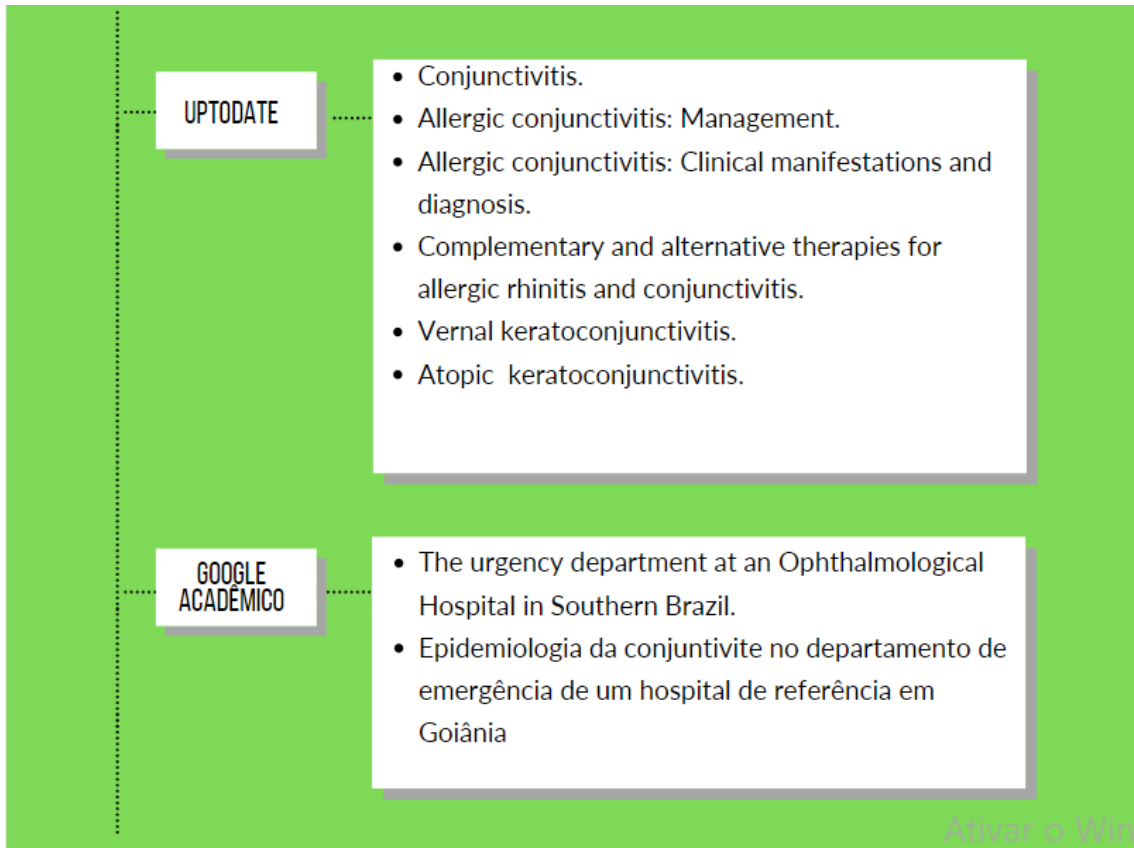 UPTODATE
• Conjunctivitis.
• Allergic conjunctivitis: Management.
• Allergic conjunctivitis: Clinical manifestations and
diagnosis.
• Complementary and alternative therapies for
allergic rhinitis and conjunctivitis.
• Vernal keratoconjunctivitis.
• Atopic keratoconjunctivitis.
GOOGLE
ACADÊMICO
• The urgency department at an Ophthalmological
Hospital in Southern Brazil.
• Epidemiologia da conjuntivite no departamento de
emergência de um hospital de referência em
Goiânia
Ativar o Win